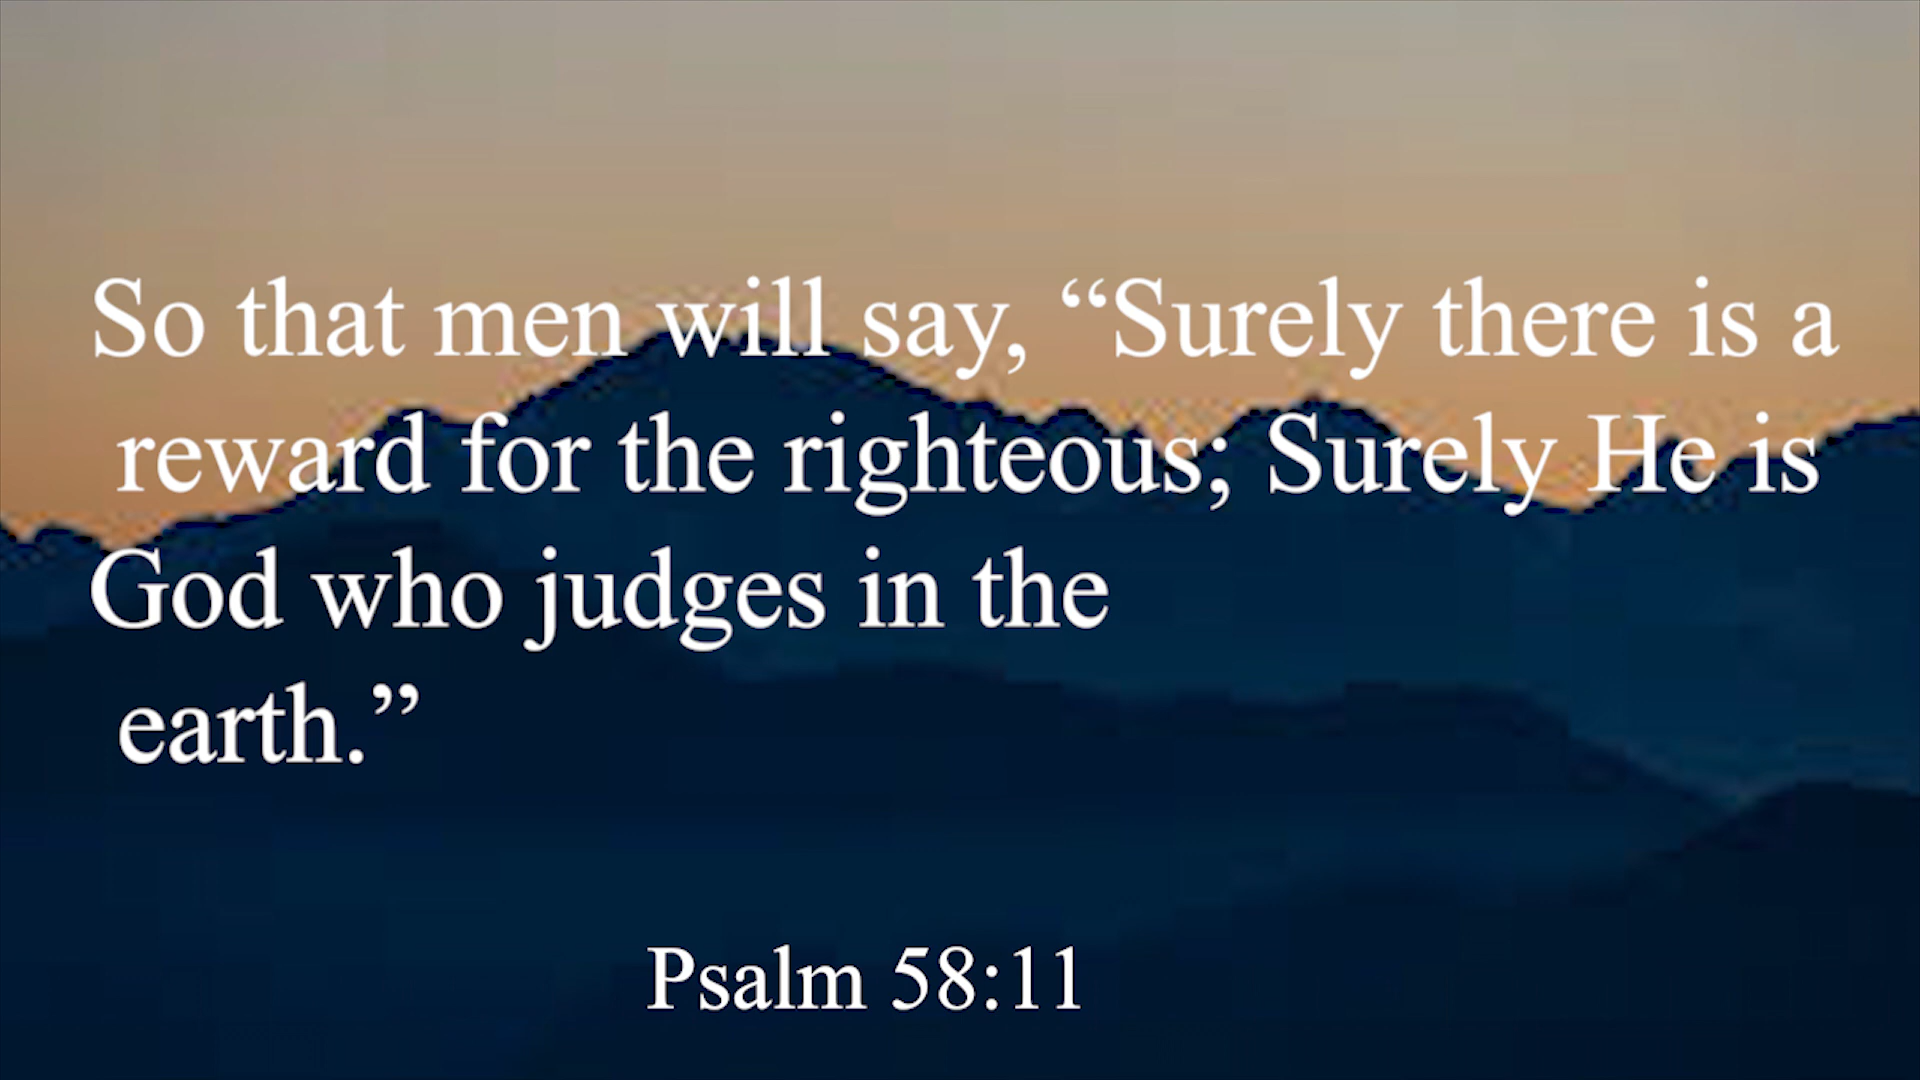 So that men will say, “Surely there is a
reward for the righteous; Surely He is
God who judges in the
earth.”
Psalm 58:11